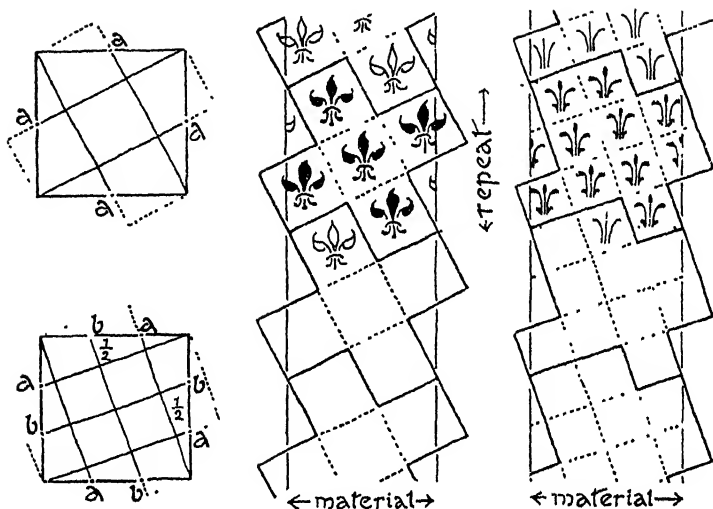 a
a
a
a
b a
1/2
a b
1/2
b a
a b
←repeat→
←material→
←material→